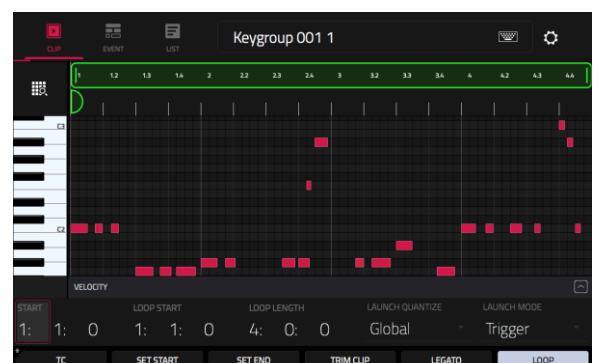 CLIP EVENT LIST Keygroup 001 1
1 1.2 1.3 1.4 2 2.2 2.3 2.4 3 3.2 3.3 3.4 4 4.2 4.3 4.4
C3
C2
VELOCITY
START LOOP START LOOP LENGTH LAUNCH QUANTIZE LAUNCH MODE
1: 1: 0 1: 1: 0 4: 0: 0 Global Trigger
TC SET START SET END TRIM CLIP LEGATO LOOP